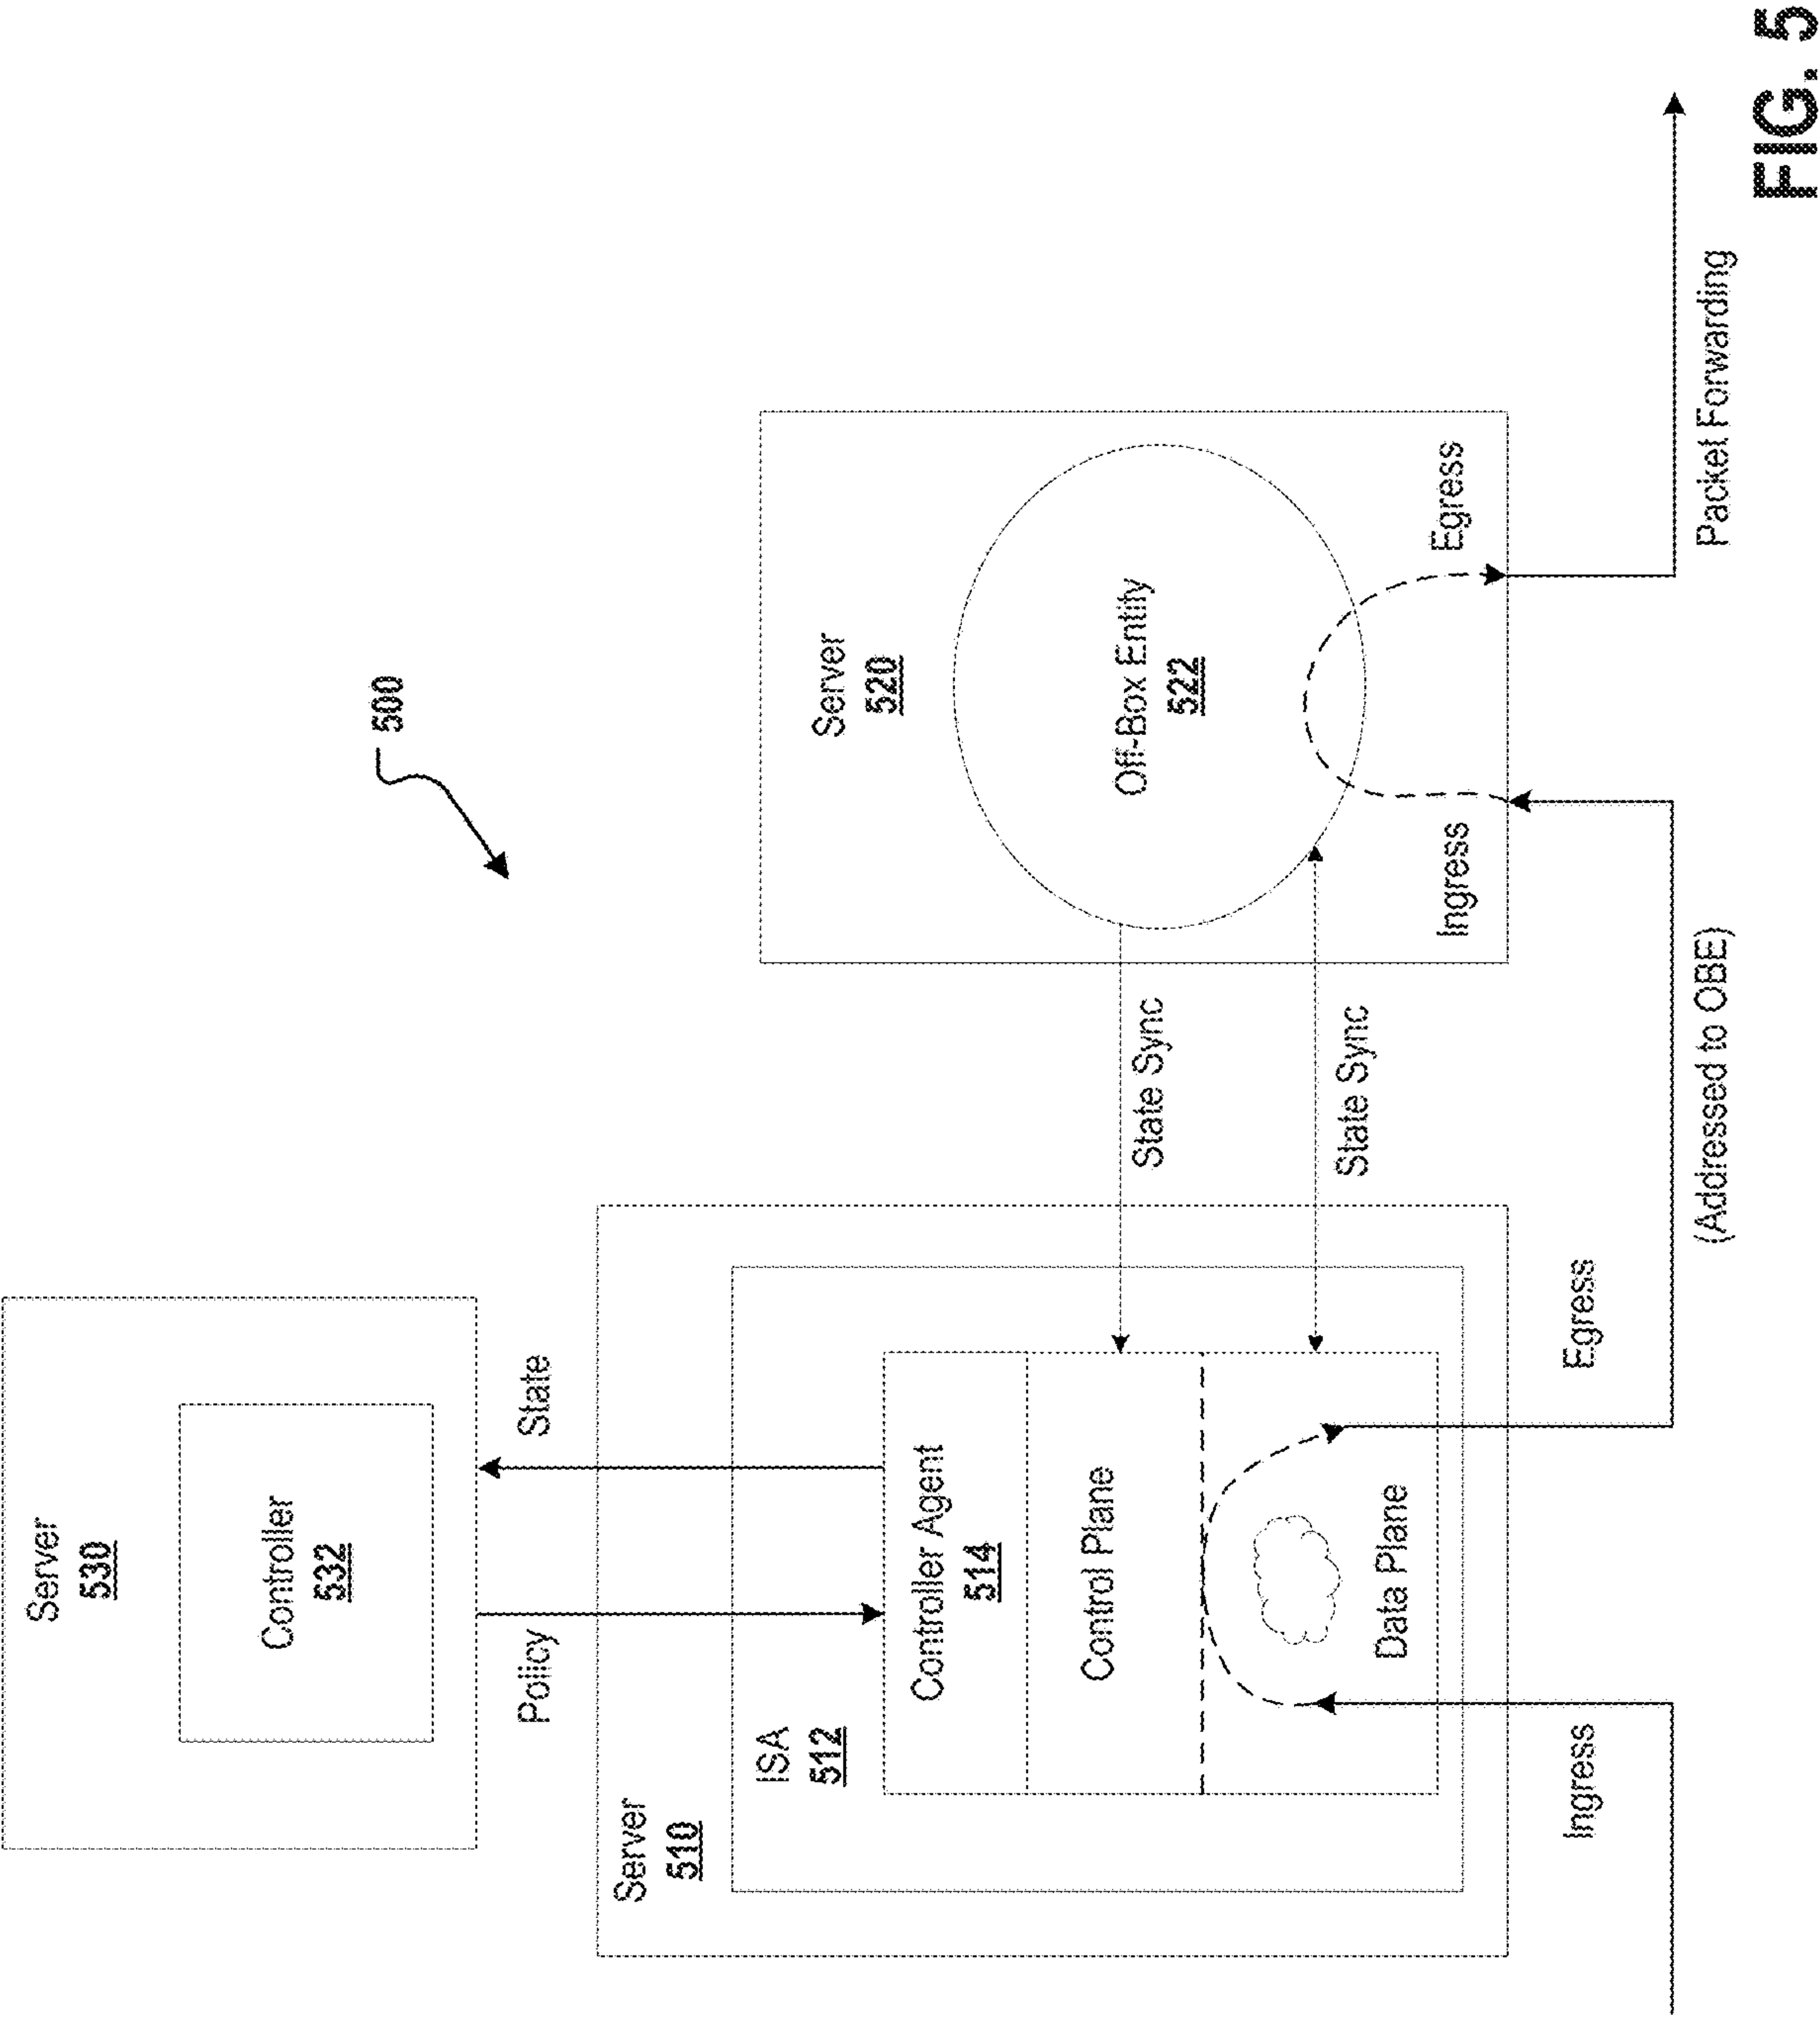 500
Server
530
Controller
532
Policy
State
Server
510
ISA
512
Controller Agent
514
Control Plane
Data Plane
State Sync
State Sync
Server
520
Off-Box Entity
522
Ingress
Egress
Ingress
Egress
(Addressed to OBE)
Packet Forwarding
FIG. 5